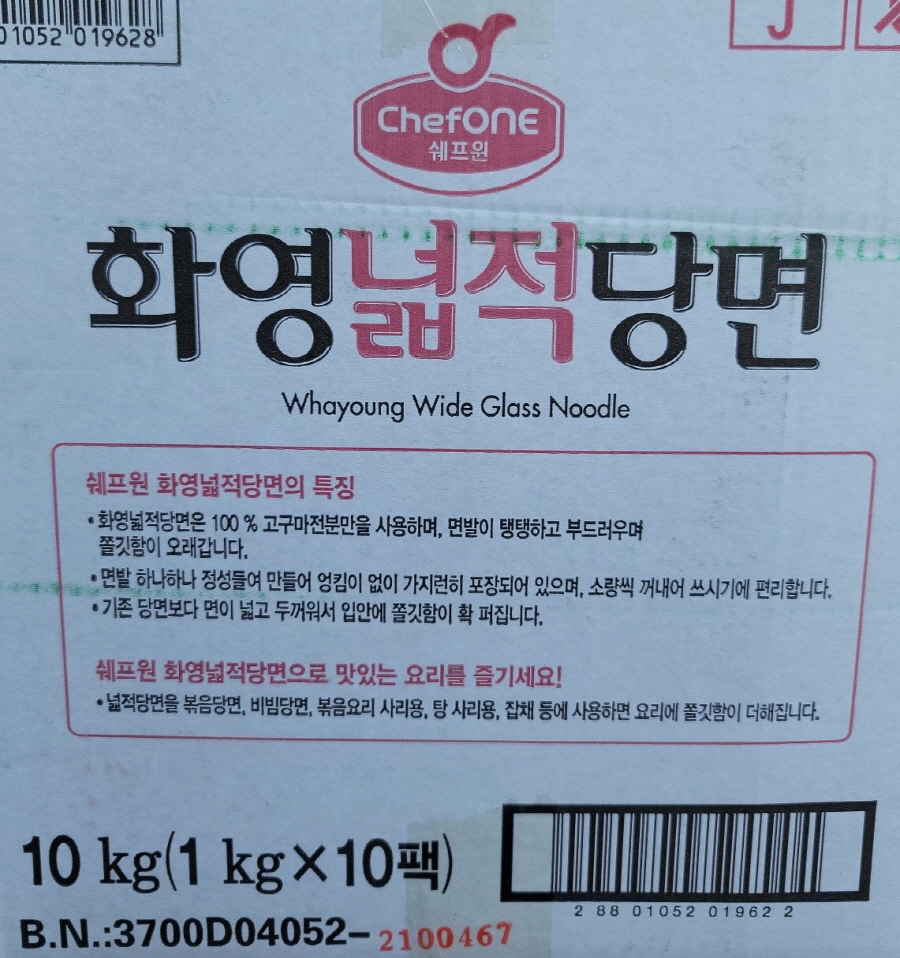 01052 019628
J
ChefONE
쉐프원
화영넓적당면
Whayoung Wide Glass Noodle
쉐프원 화영넓적당면의 특징
• 화영넓적당면은 100 % 고구마전분만을 사용하며, 면발이 탱탱하고 부드러우며
쫄깃함이 오래갑니다.
• 면발 하나하나 정성들여 만들어 엉킴이 없이 가지런히 포장되어 있으며, 소량씩 꺼내어 쓰시기에 편리합니다.
• 기존 당면보다 면이 넓고 두꺼워서 입안에 쫄깃함이 확 퍼집니다.
쉐프원 화영넓적당면으로 맛있는 요리를 즐기세요!
• 넓적당면을 볶음당면, 비빔당면, 볶음요리 사리용, 탕 사리용, 잡채 등에 사용하면 요리에 쫄깃함이 더해집니다.
10 kg(1 kg×10팩)
2 88 01052 01962 2
B.N.:3700D04052-2100467